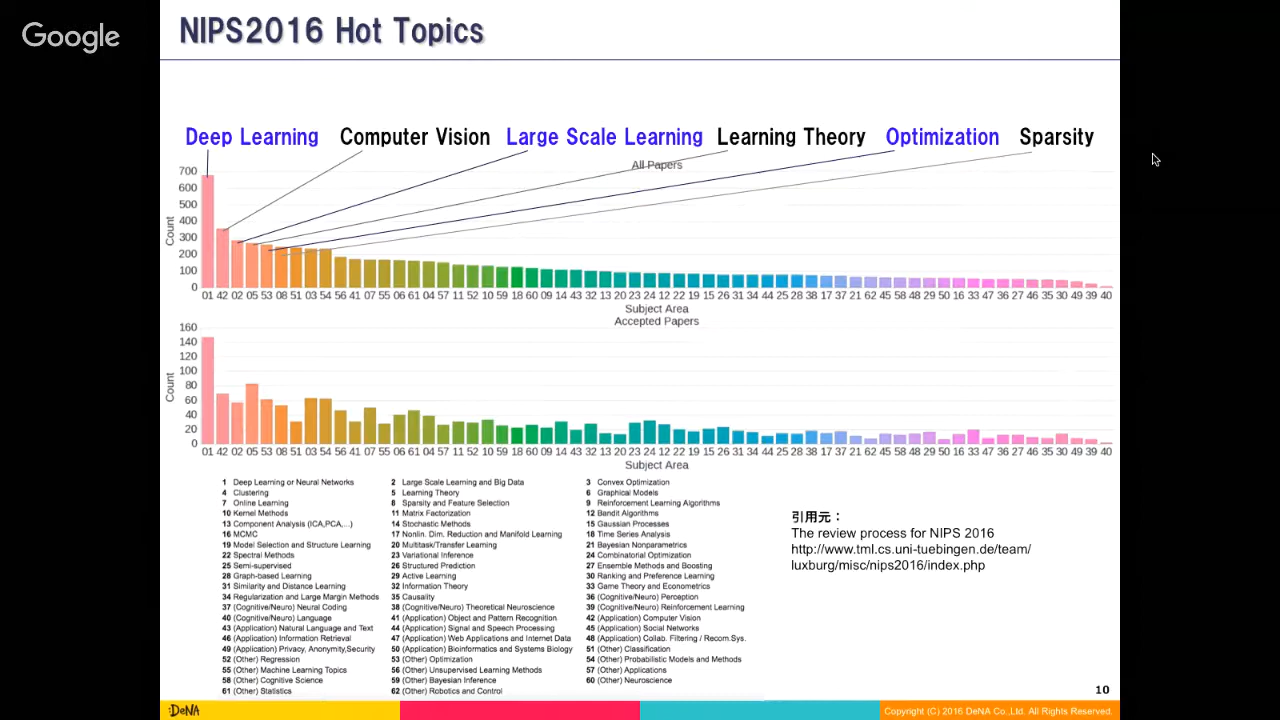 Google
NIPS2016 Hot Topics
Deep Learning Computer Vision Large Scale Learning Learning Theory Optimization Sparsity
All Papers
Count
700
600
500
400
300
200
100
0
01 42 02 05 53 08 51 03 54 56 41 07 55 06 61 04 57 11 52 10 59 18 60 09 14 43 32 13 20 23 24 12 22 19 15 26 31 34 44 25 28 38 17 37 21 62 45 58 48 29 50 16 33 47 36 27 46 35 30 49 39 40
Subject Area
Accepted Papers
Count
160
140
120
100
80
60
40
20
0
01 42 02 05 53 08 51 03 54 56 41 07 55 06 61 04 57 11 52 10 59 18 60 09 14 43 32 13 20 23 24 12 22 19 15 26 31 34 44 25 28 38 17 37 21 62 45 58 48 29 50 16 33 47 36 27 46 35 30 49 39 40
Subject Area
1 Deep Learning or Neural Networks 2 Large Scale Learning and Big Data 3 Convex Optimization
4 Clustering 5 Learning Theory 6 Graphical Models
7 Online Learning 8 Sparsity and Feature Selection 9 Reinforcement Learning Algorithms
10 Kernel Methods 11 Matrix Factorization 12 Bandit Algorithms
13 Component Analysis (ICA,PCA,...) 14 Stochastic Methods 15 Gaussian Processes
16 MCMC 17 Nonlin. Dim. Reduction and Manifold Learning 18 Time Series Analysis
19 Model Selection and Structure Learning 20 Multitask/Transfer Learning 21 Bayesian Nonparametrics
22 Spectral Methods 23 Variational Inference 24 Combinatorial Optimization
25 Semi-supervised 26 Structured Prediction 27 Ensemble Methods and Boosting
28 Graph-based Learning 29 Active Learning 30 Ranking and Preference Learning
31 Similarity and Distance Learning 32 Information Theory 33 Game Theory and Econometrics
34 Regularization and Large Margin Methods 35 Causality 36 (Cognitive/Neuro) Perception
37 (Cognitive/Neuro) Neural Coding 38 (Cognitive/Neuro) Theoretical Neuroscience 39 (Cognitive/Neuro) Reinforcement Learning
40 (Cognitive/Neuro) Language 41 (Application) Object and Pattern Recognition 42 (Application) Computer Vision
43 (Application) Natural Language and Text 44 (Application) Signal and Speech Processing 45 (Application) Social Networks
46 (Application) Information Retrieval 47 (Application) Web Applications and Internet Data 48 (Application) Collab. Filtering / Recom.Sys.
49 (Application) Privacy, Anonymity,Security 50 (Application) Bioinformatics and Systems Biology 51 (Other) Classification
52 (Other) Regression 53 (Other) Optimization 54 (Other) Probabilistic Models and Methods
55 (Other) Machine Learning Topics 56 (Other) Unsupervised Learning Methods 57 (Other) Applications
58 (Other) Cognitive Science 59 (Other) Bayesian Inference 60 (Other) Neuroscience
61 (Other) Statistics 62 (Other) Robotics and Control
引用元：
The review process for NIPS 2016
http://www.tml.cs.uni-tuebingen.de/team/
luxburg/misc/nips2016/index.php
10
:DeNA
Copyright (C) 2016 DeNA Co.,Ltd. All Rights Reserved.